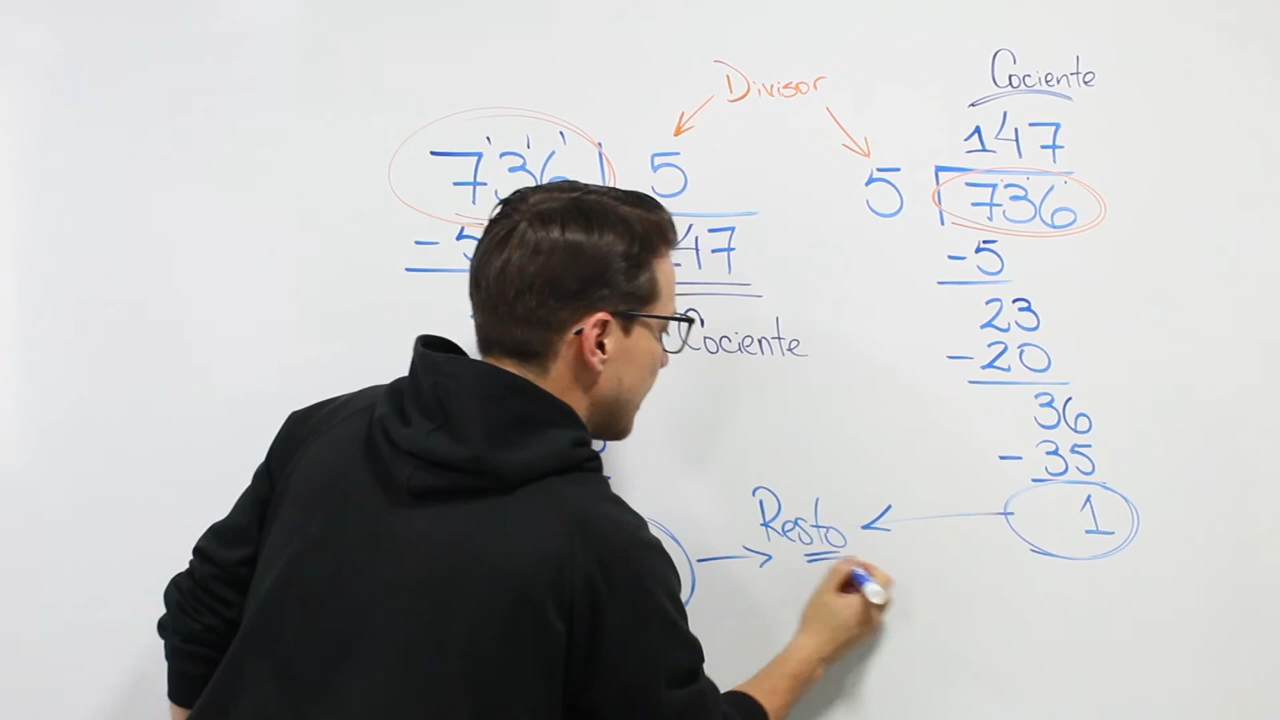 Divisor
Cociente
736 5
-5
47
Cociente
147
5 736
-5
23
-20
36
-35
1
Resto